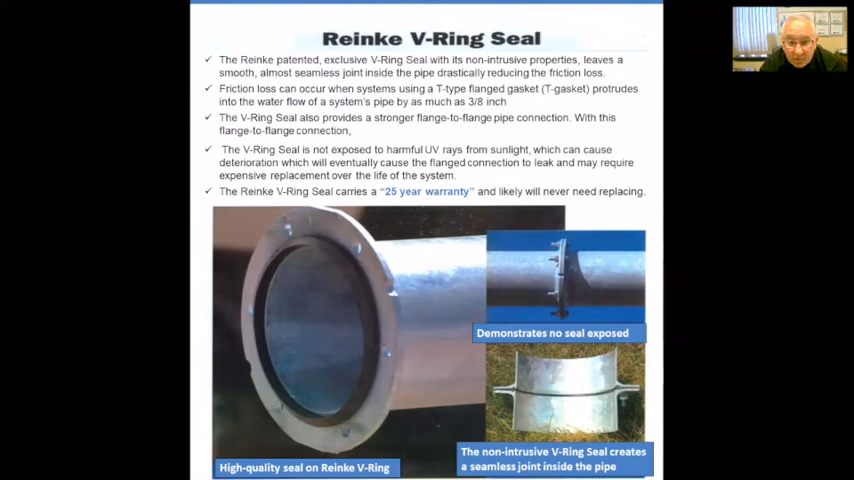 Reinke V-Ring Seal
✓ The Reinke patented, exclusive V-Ring Seal with its non-intrusive properties, leaves a
smooth, almost seamless joint inside the pipe drastically reducing the friction loss.
✓ Friction loss can occur when systems using a T-type flanged gasket (T-gasket) protrudes
into the water flow of a system's pipe by as much as 3/8 inch
✓ The V-Ring Seal also provides a stronger flange-to-flange pipe connection. With this
flange-to-flange connection,
✓ The V-Ring Seal is not exposed to harmful UV rays from sunlight, which can cause
deterioration which will eventually cause the flanged connection to leak and may require
expensive replacement over the life of the system.
✓ The Reinke V-Ring Seal carries a "25 year warranty" and likely will never need replacing.
Demonstrates no seal exposed
The non-intrusive V-Ring Seal creates
a seamless joint inside the pipe
High-quality seal on Reinke V-Ring